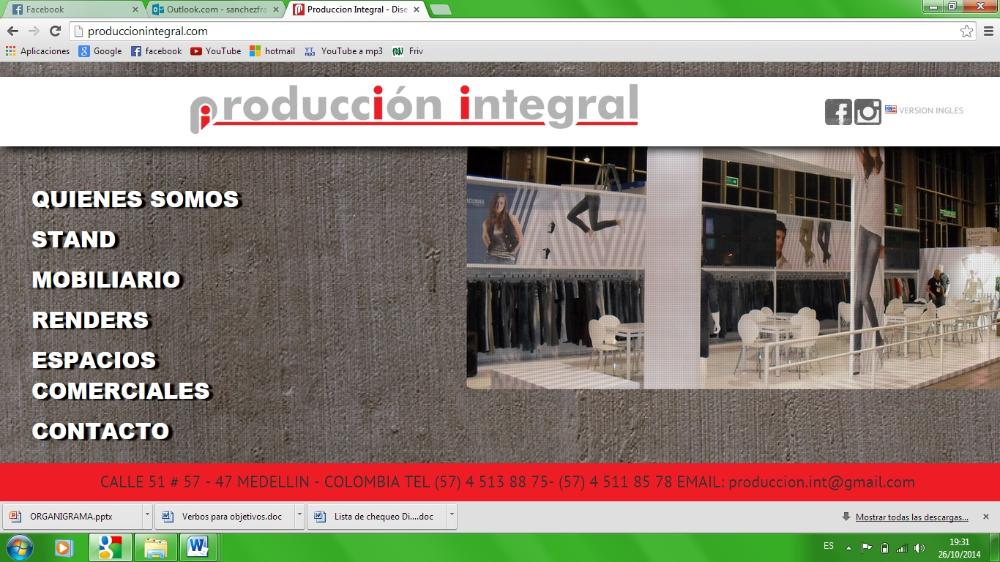 Facebook
Outlook.com - sanchezfra
Produccion Integral - Dise
produccionintegral.com
Aplicaciones
Google
facebook
YouTube
hotmail
YT mp3
YouTube a mp3
Friv
producción integral
VERSION INGLES
QUIENES SOMOS
STAND
MOBILIARIO
RENDERS
ESPACIOS
COMERCIALES
CONTACTO
CALLE 51 # 57 - 47 MEDELLIN - COLOMBIA TEL (57) 4 513 88 75- (57) 4 511 85 78 EMAIL: produccion.int@gmail.com
ORGANIGRAMA.pptx
Verbos para objetivos.doc
Lista de chequeo Di....doc
Mostrar todas las descargas...
ES
19:31
26/10/2014